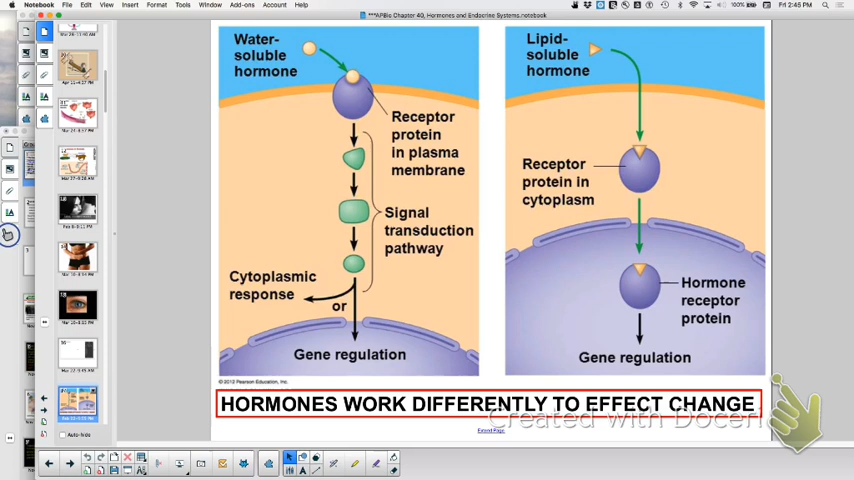 Notebook File Edit View Insert Format Tools Window Add-ons Account Help
100%
Fri 2:45 PM
***APBio Chapter 40, Hormones and Endocrine Systems.notebook
Water-
soluble
hormone
Receptor
protein
in plasma
membrane
Signal
transduction
pathway
Cytoplasmic
response
or
Gene regulation
Lipid-
soluble
hormone
Receptor
protein in
cytoplasm
Hormone
receptor
protein
Gene regulation
© 2012 Pearson Education, Inc.
HORMONES WORK DIFFERENTLY TO EFFECT CHANGE
Created with Doceri
Extend Page
Auto-hide